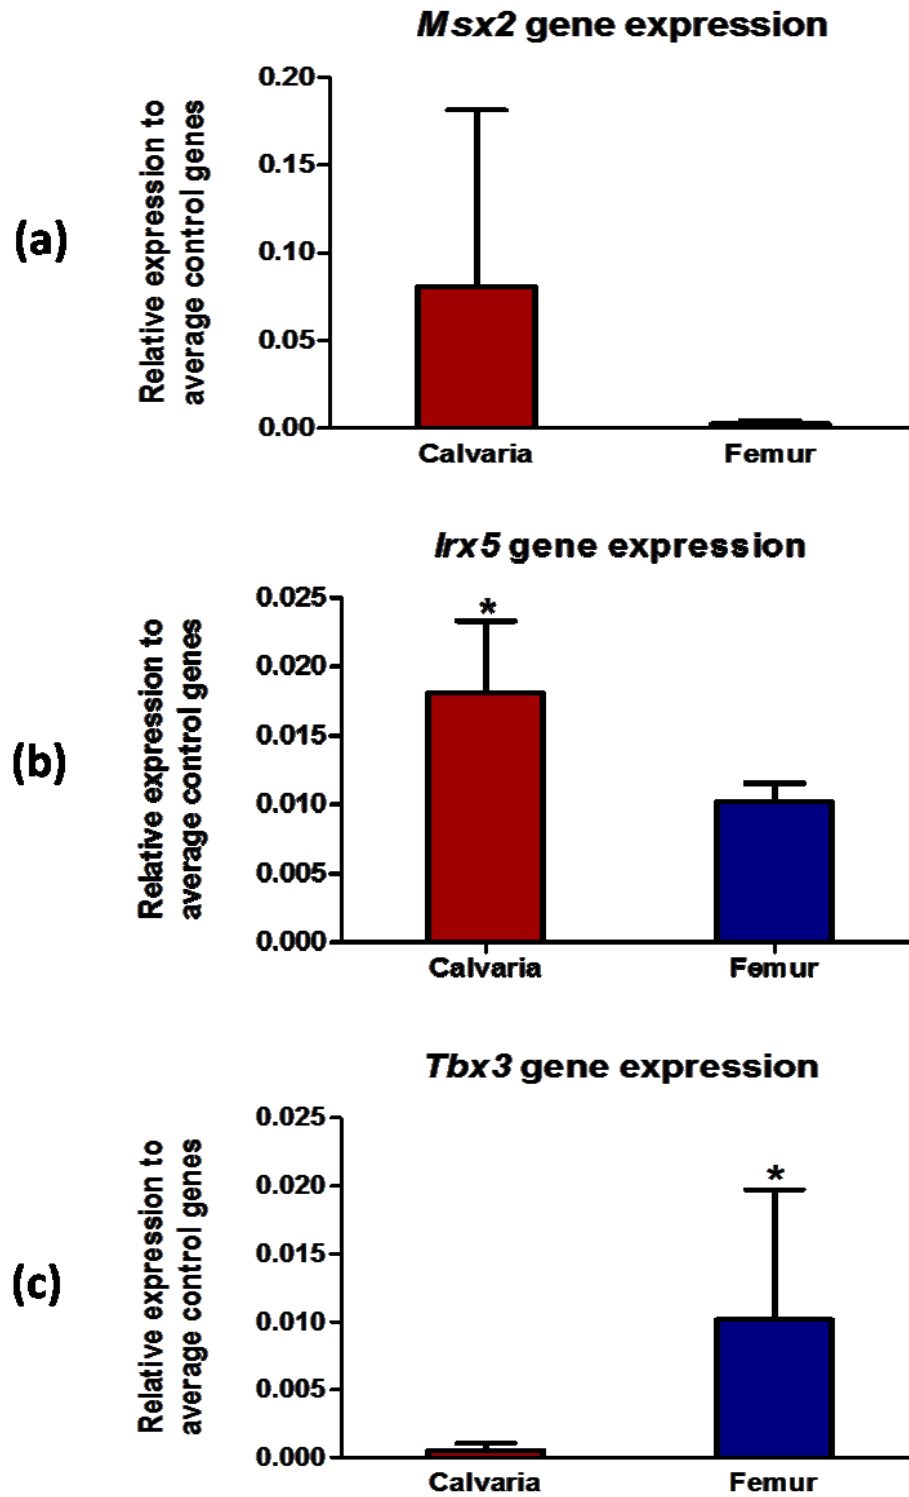 Msx2 gene expression
(a)
Relative expression to
average control genes
0.20
0.15
0.10
0.05
0.00
Calvaria Femur
Irx5 gene expression
(b)
Relative expression to
average control genes
0.025
0.020
0.015
0.010
0.005
0.000
*
Calvaria Femur
Tbx3 gene expression
(c)
Relative expression to
average control genes
0.025
0.020
0.015
0.010
0.005
0.000
*
Calvaria Femur